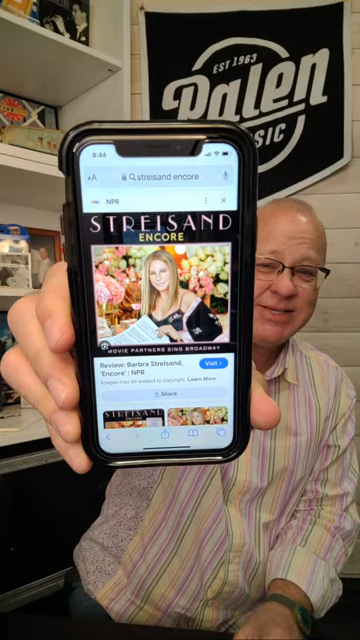 EST 1963
Palen
MUSIC
8:44
AA streisand encore
NPR
STREISAND
ENCORE
MOVIE PARTNERS SING BROADWAY
Review: Barbra Streisand,
'Encore' : NPR
Visit ›
Images may be subject to copyright. Learn More
Share
STREISAND